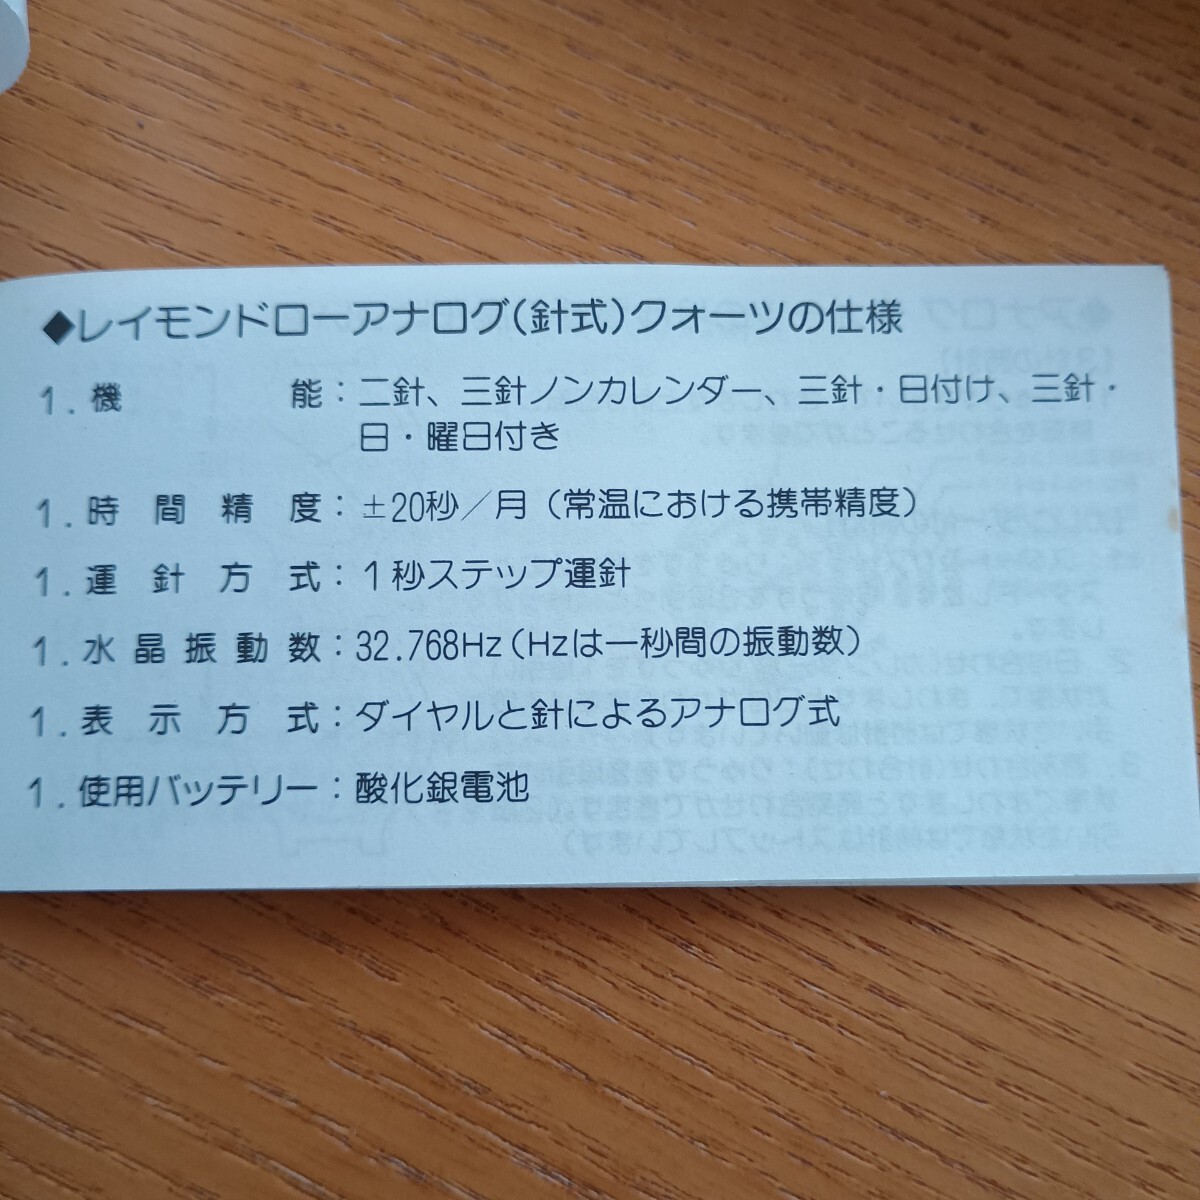 ◆レイモンドローアナログ(針式)クォーツの仕様
1.機能：二針、三針ノンカレンダー、三針・日付け、三針・
日・曜日付き
1.時間精度：±20秒／月（常温における携帯精度）
1.運針方式：1秒ステップ運針
1.水晶振動数：32.768Hz（Hzは一秒間の振動数）
1.表示方式：ダイヤルと針によるアナログ式
1.使用バッテリー：酸化銀電池